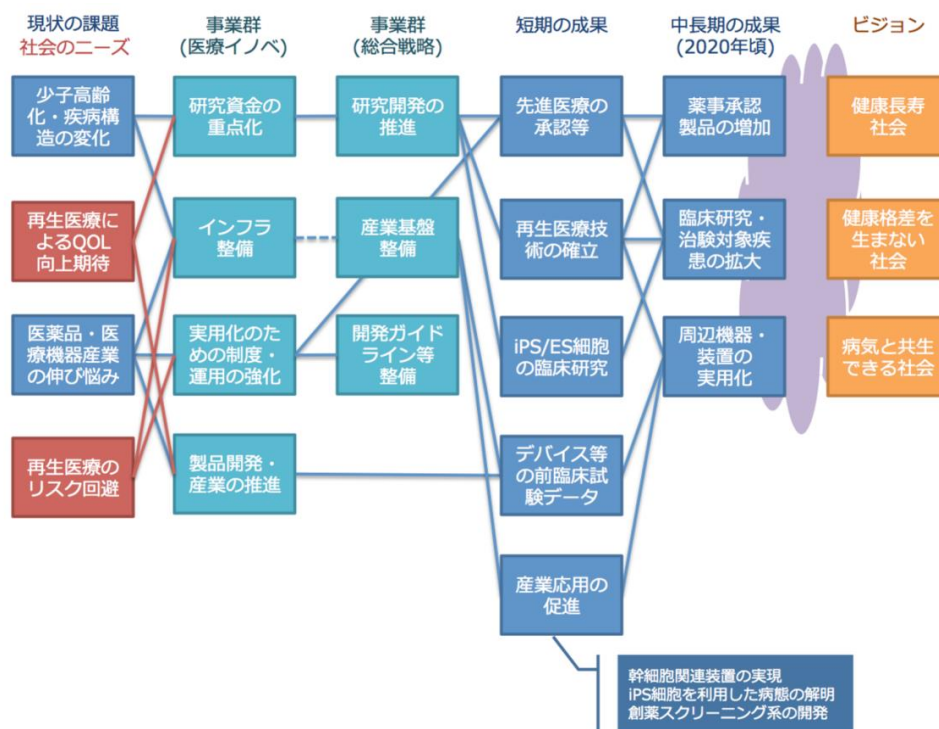 現状の課題
社会のニーズ
事業群
(医療イノベ)
事業群
(総合戦略)
短期の成果
中長期の成果
(2020年頃)
ビジョン
少子高齢
化・疾病構
造の変化
研究資金の
重点化
研究開発の
推進
先進医療の
承認等
薬事承認
製品の増加
健康長寿
社会
再生医療に
よるQOL
向上期待
インフラ
整備
産業基盤
整備
再生医療技
術の確立
臨床研究・
治験対象疾
患の拡大
健康格差を
生まない
社会
医薬品・医
療機器産業
の伸び悩み
実用化のた
めの制度・
運用の強化
開発ガイド
ライン等
整備
iPS/ES細胞
の臨床研究
周辺機器・
装置の
実用化
病気と共生
できる社会
再生医療の
リスク回避
製品開発・
産業の推進
デバイス等
の前臨床試
験データ
産業応用の
促進
幹細胞関連装置の実現
iPS細胞を利用した病態の解明
創薬スクリーニング系の開発